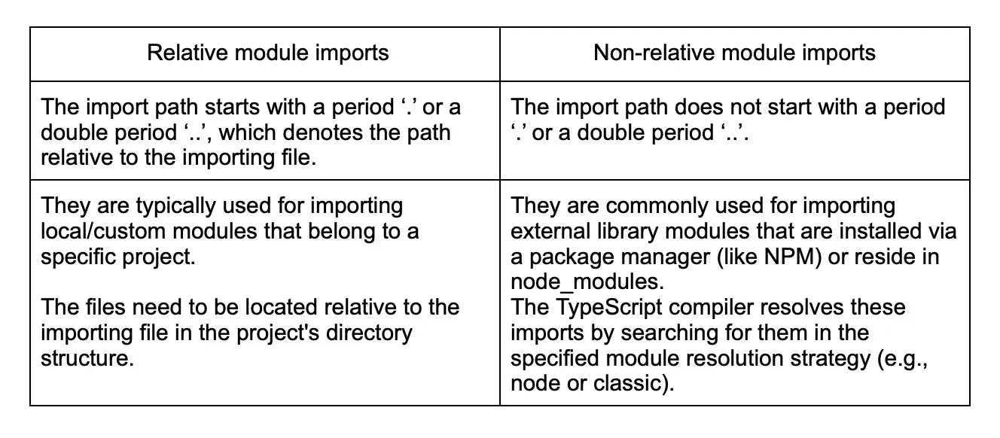 Relative module imports
Non-relative module imports
The import path starts with a period ‘.’ or a
double period ‘..’, which denotes the path
relative to the importing file.
The import path does not start with a period
‘.’ or a double period ‘..’.
They are typically used for importing
local/custom modules that belong to a
specific project.
The files need to be located relative to the
importing file in the project's directory
structure.
They are commonly used for importing
external library modules that are installed via
a package manager (like NPM) or reside in
node_modules.
The TypeScript compiler resolves these
imports by searching for them in the
specified module resolution strategy (e.g.,
node or classic).